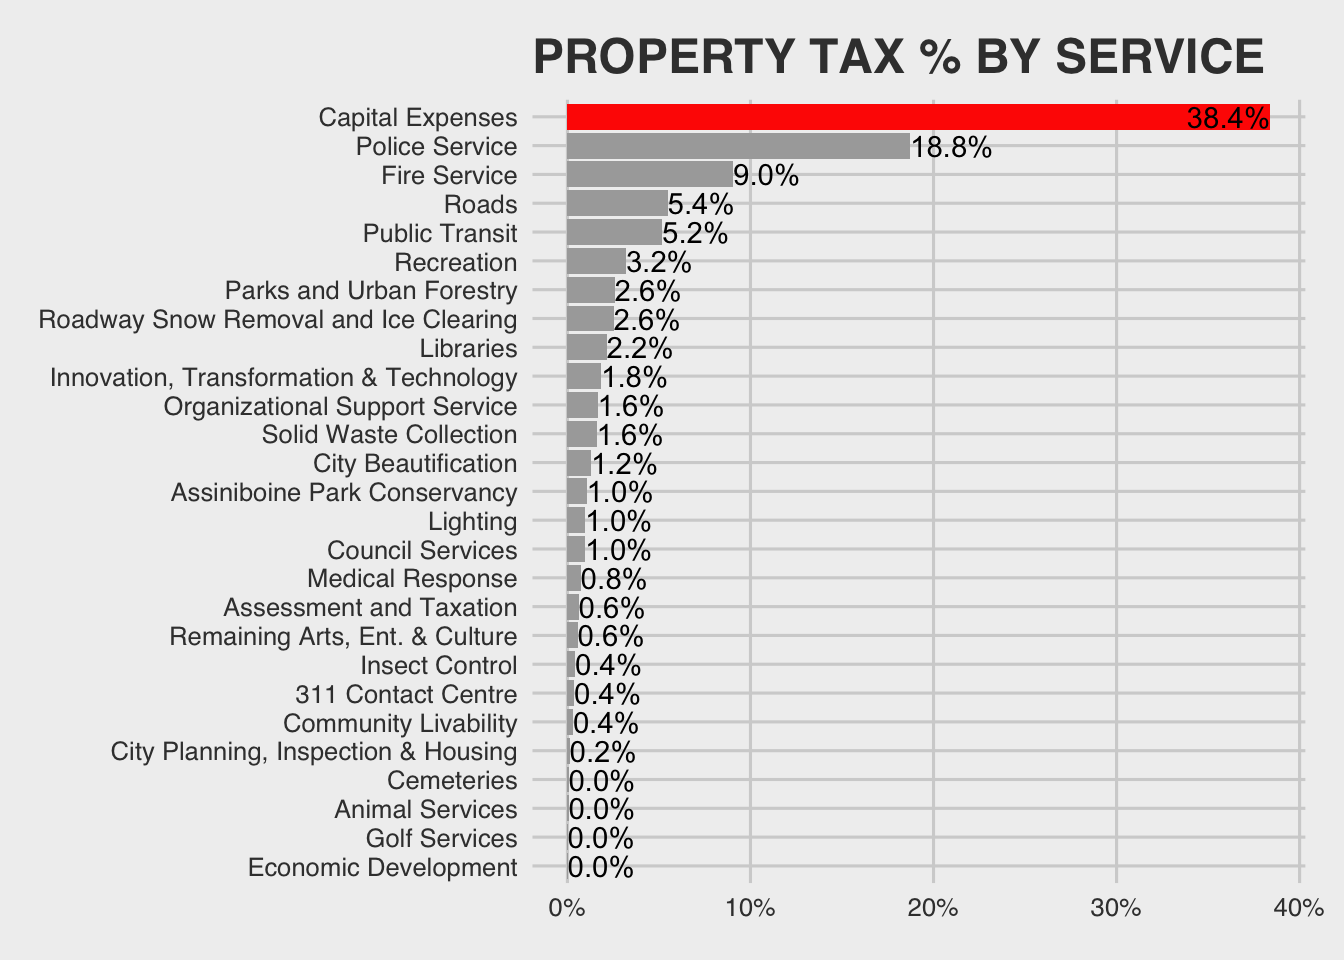 PROPERTY TAX % BY SERVICE
Capital Expenses 38.4%
Police Service 18.8%
Fire Service 9.0%
Roads 5.4%
Public Transit 5.2%
Recreation 3.2%
Parks and Urban Forestry 2.6%
Roadway Snow Removal and Ice Clearing 2.6%
Libraries 2.2%
Innovation, Transformation & Technology 1.8%
Organizational Support Service 1.6%
Solid Waste Collection 1.6%
City Beautification 1.2%
Assiniboine Park Conservancy 1.0%
Lighting 1.0%
Council Services 1.0%
Medical Response 0.8%
Assessment and Taxation 0.6%
Remaining Arts, Ent. & Culture 0.6%
Insect Control 0.4%
311 Contact Centre 0.4%
Community Livability 0.4%
City Planning, Inspection & Housing 0.2%
Cemeteries 0.0%
Animal Services 0.0%
Golf Services 0.0%
Economic Development 0.0%
0% 10% 20% 30% 40%